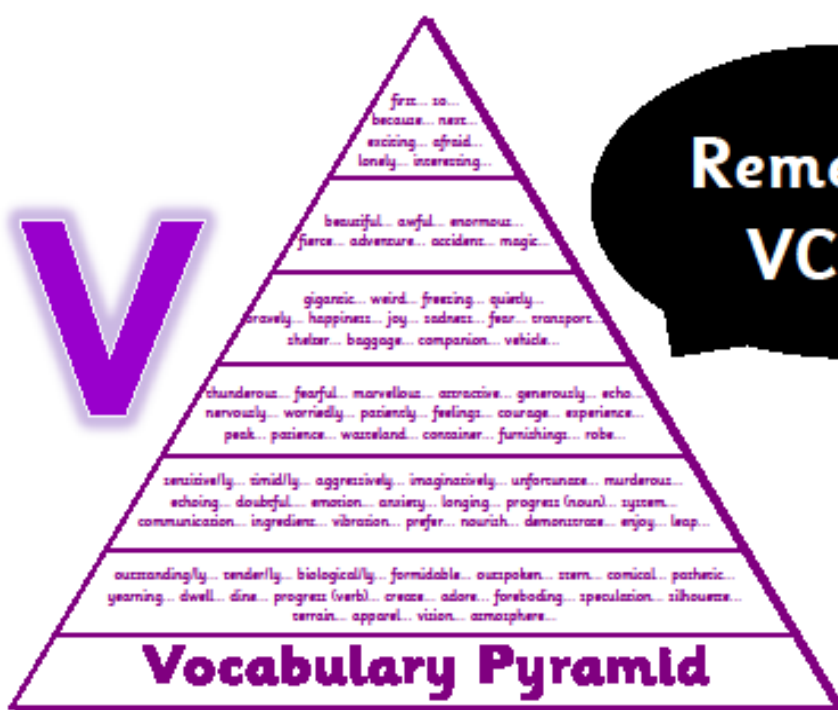 first... so...
because... next...
exciting... afraid...
lonely... interesting...
beautiful... awful... enormous...
fierce... adventure... accident... magic...
gigantic... weird... freezing... quietly...
bravely... happiness... joy... sadness... fear... transport...
shelter... baggage... companion... vehicle...
thunderous... fearful... marvellous... attractive... generously... echo...
nervously... worriedly... patiently... feelings... courage... experience...
peak... patience... wasteland... container... furnishings... robe...
sensitive/ly... timid/ly... aggressively... imaginatively... unfortunate... murderous...
echoing... doubtful... emotion... anxiety... longing... progress (noun)... system...
communication... ingredient... vibration... prefer... nourish... demonstrate... enjoy... leap...
outstanding/ly... tender/ly... biological/ly... formidable... outspoken... stern... comical... pathetic...
yearning... dwell... dine... progress (verb)... create... adore... foreboding... speculation... silhouette...
terrain... apparel... vision... atmosphere...
Vocabulary Pyramid
V
Reme
VC